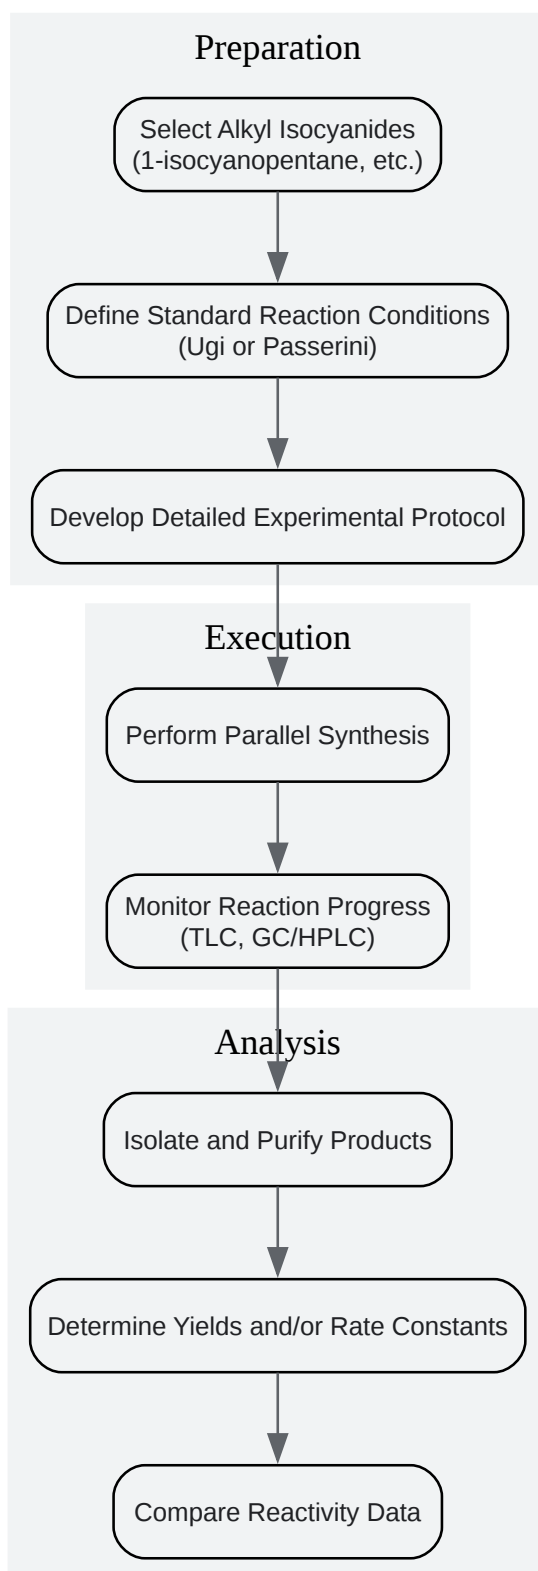 Preparation
Select Alkyl Isocyanides
(1-isocyanopentane, etc.)
Define Standard Reaction Conditions
(Ugi or Passerini)
Develop Detailed Experimental Protocol
Execution
Perform Parallel Synthesis
Monitor Reaction Progress
(TLC, GC/HPLC)
Analysis
Isolate and Purify Products
Determine Yields and/or Rate Constants
Compare Reactivity Data